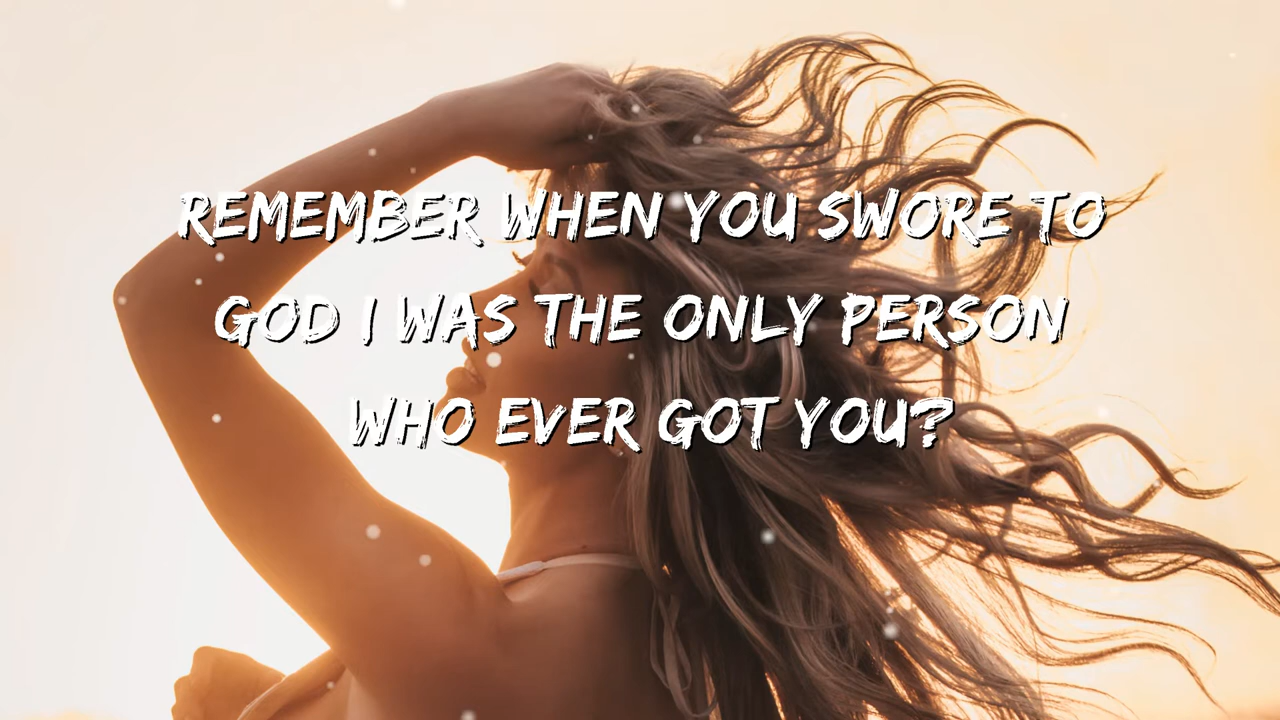 REMEMBER WHEN YOU SWORE TO
GOD I WAS THE ONLY PERSON
WHO EVER GOT YOU?